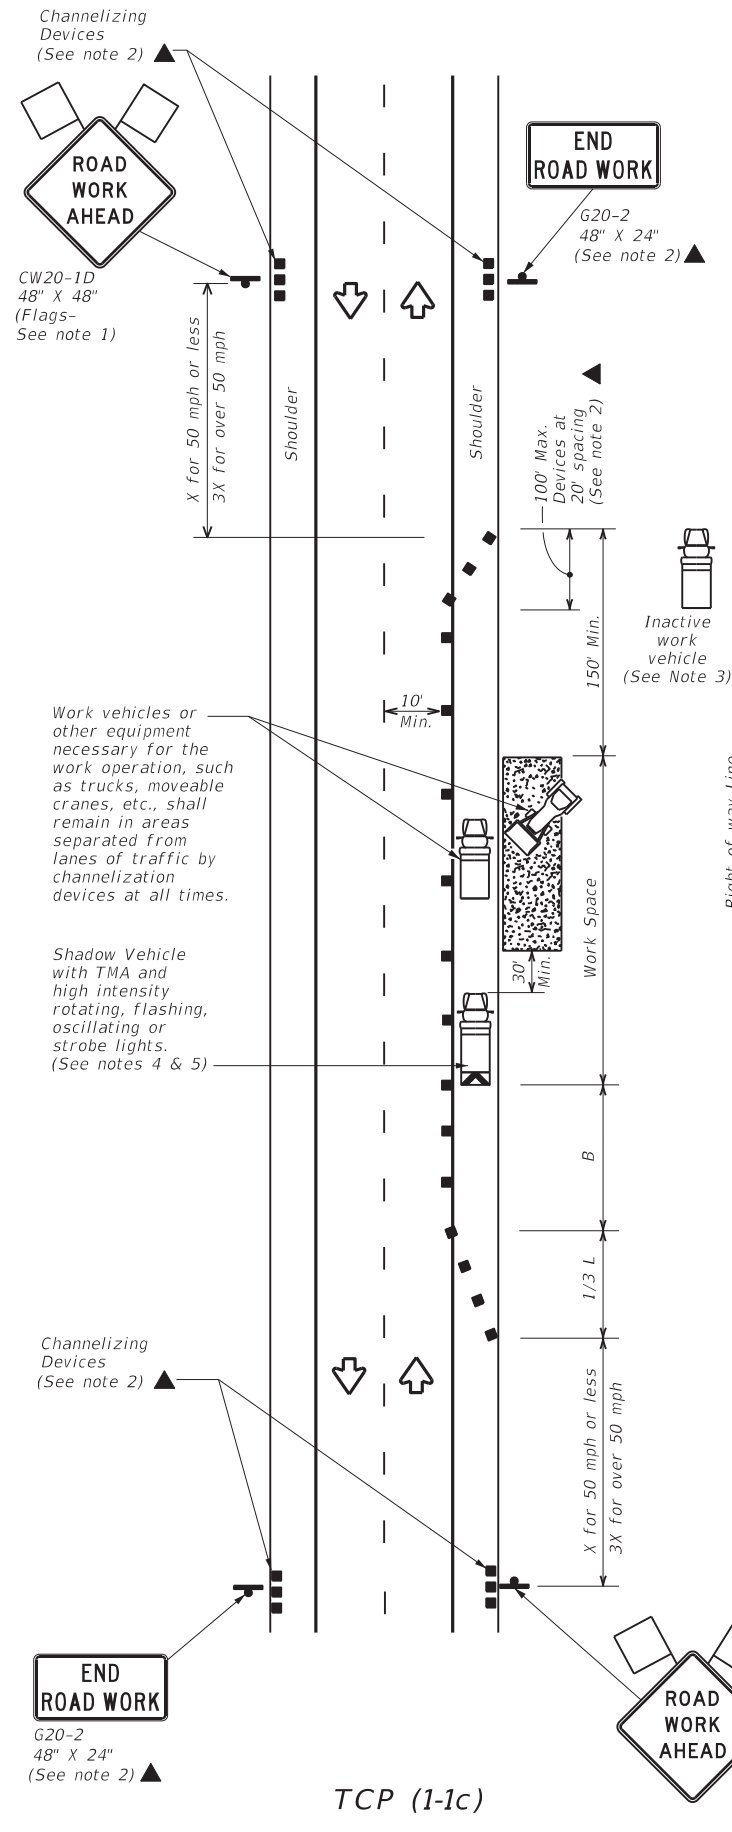 Channelizing
Devices
(See note 2)
ROAD
WORK
AHEAD
CW20-1D
48" X 48"
(Flags-
See note 1)
END
ROAD WORK
G20-2
48" X 24"
(See note 2)
X for 50 mph or less
3X for over 50 mph
Shoulder
Shoulder
100' Max.
Devices at
20' spacing
(See note 2)
150' Min.
Inactive
work
vehicle
(See Note 3)
10'
Min.
Work vehicles or
other equipment
necessary for the
work operation, such
as trucks, moveable
cranes, etc., shall
remain in areas
separated from
lanes of traffic by
channelization
devices at all times.
Right of way Line
Work Space
30'
Min.
Shadow Vehicle
with TMA and
high intensity
rotating, flashing,
oscillating or
strobe lights.
(See notes 4 & 5)
B
1/3 L
Channelizing
Devices
(See note 2)
X for 50 mph or less
3X for over 50 mph
END
ROAD WORK
G20-2
48" X 24"
(See note 2)
ROAD
WORK
AHEAD
TCP (1-1c)